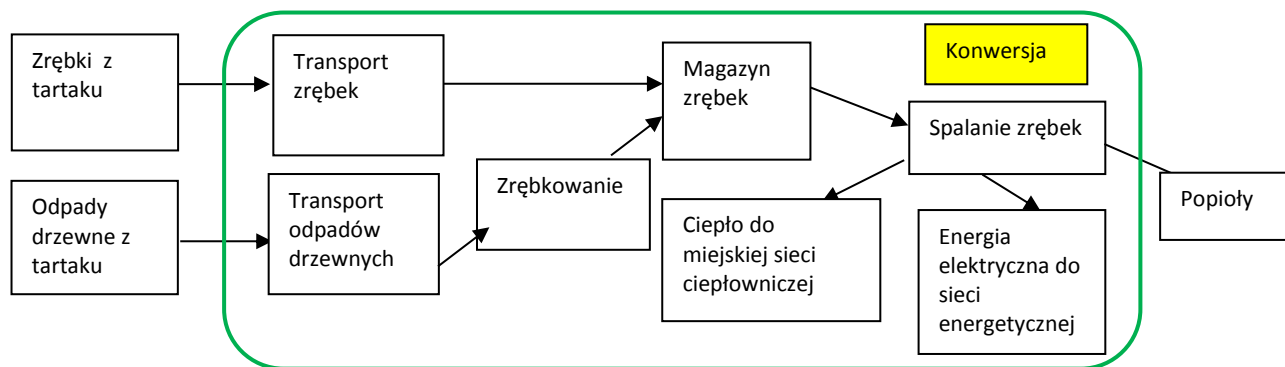 Zrębki z
tartaku
Transport
zrębek
Magazyn
zrębek
Konwersja
Spalanie zrębek
Odpady
drzewne z
tartaku
Transport
odpadów
drzewnych
Zrębkowanie
Ciepło do
miejskiej sieci
ciepłowniczej
Energia
elektryczna do
sieci
energetycznej
Popioły